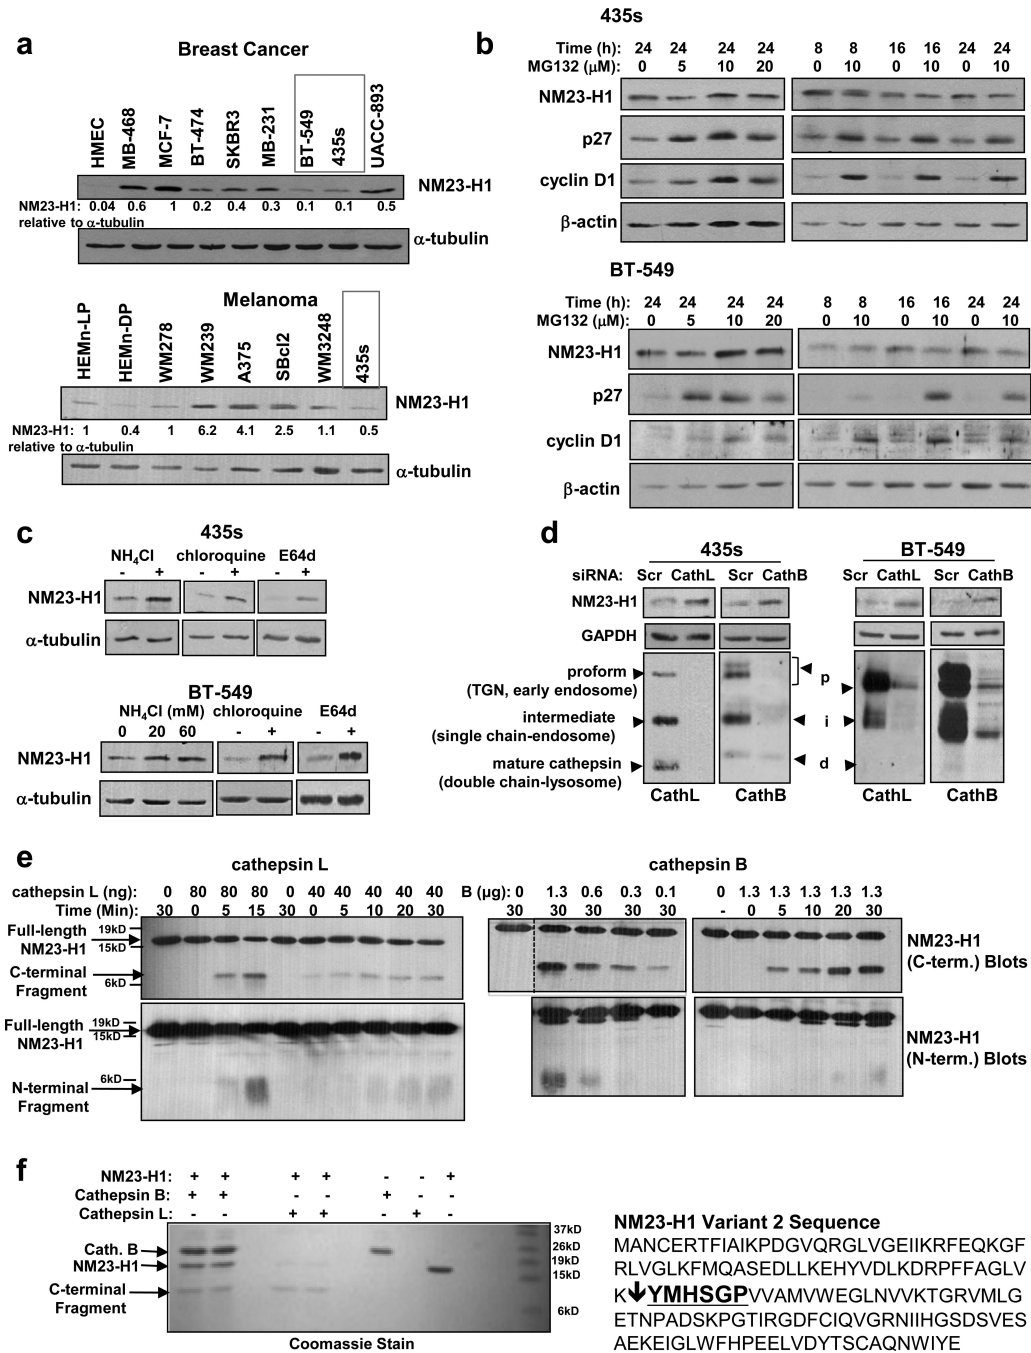 a
Breast Cancer
HMEC MB-468 MCF-7 BT-474 SKBR3 MB-231 BT-549 435s UACC-893
NM23-H1
NM23-H1: 0.04 0.6 1 0.2 0.4 0.3 0.1 0.1 0.5
relative to α-tubulin
α-tubulin
Melanoma
HEMn-LP HEMn-DP WM278 WM239 A375 SBcl2 WM3248 435s
NM23-H1
NM23-H1: 1 0.4 1 6.2 4.1 2.5 1.1 0.5
relative to α-tubulin
α-tubulin
b
435s
Time (h): 24 24 24 24 8 8 16 16 24 24
MG132 (μM): 0 5 10 20 0 10 0 10 0 10
NM23-H1
p27
cyclin D1
β-actin
BT-549
Time (h): 24 24 24 24 8 8 16 16 24 24
MG132 (μM): 0 5 10 20 0 10 0 10 0 10
NM23-H1
p27
cyclin D1
β-actin
c
435s
NH4Cl chloroquine E64d
- + - + - +
NM23-H1
α-tubulin
BT-549
NH4Cl (mM) chloroquine E64d
0 20 60 - + - +
NM23-H1
α-tubulin
d
435s BT-549
siRNA: Scr CathL Scr CathB Scr CathL Scr CathB
NM23-H1
GAPDH
proform
(TGN, early endosome)
p
intermediate
(single chain-endosome)
i
mature cathepsin
(double chain-lysosome)
d
CathL CathB CathL CathB
e
cathepsin L cathepsin B
cathepsin L (ng): 0 80 80 80 0 40 40 40 40 40 B (μg): 0 1.3 0.6 0.3 0.1 0 1.3 1.3 1.3 1.3 1.3
Time (Min): 30 0 5 15 30 0 5 10 20 30 30 30 30 30 30 - 0 5 10 20 30
Full-length 19kD
NM23-H1 15kD
C-terminal
Fragment 6kD
NM23-H1
(C-term.) Blots
Full-length 19kD
NM23-H1 15kD
N-terminal 6kD
Fragment
NM23-H1
(N-term.) Blots
f
NM23-H1: + + + + - - +
Cathepsin B: + + - - + - -
Cathepsin L: - - + + - + -
37kD
Cath. B 26kD
NM23-H1 19kD
15kD
C-terminal
Fragment 6kD
Coomassie Stain
NM23-H1 Variant 2 Sequence
MANCERTFIAIKPDGVQRGLVGEIIKRFEQKGF
RLVGLKFMQASEDLLKEHYVDLKDRPFFAGLV
K YMHSGPVVAMVWEGLNVVKTGRVMLG
ETNPADSKPGTIRGDFCIQVGRNIIHGSDSVES
AEKEIGLWFHPEELVDYTSCAQNWIYE